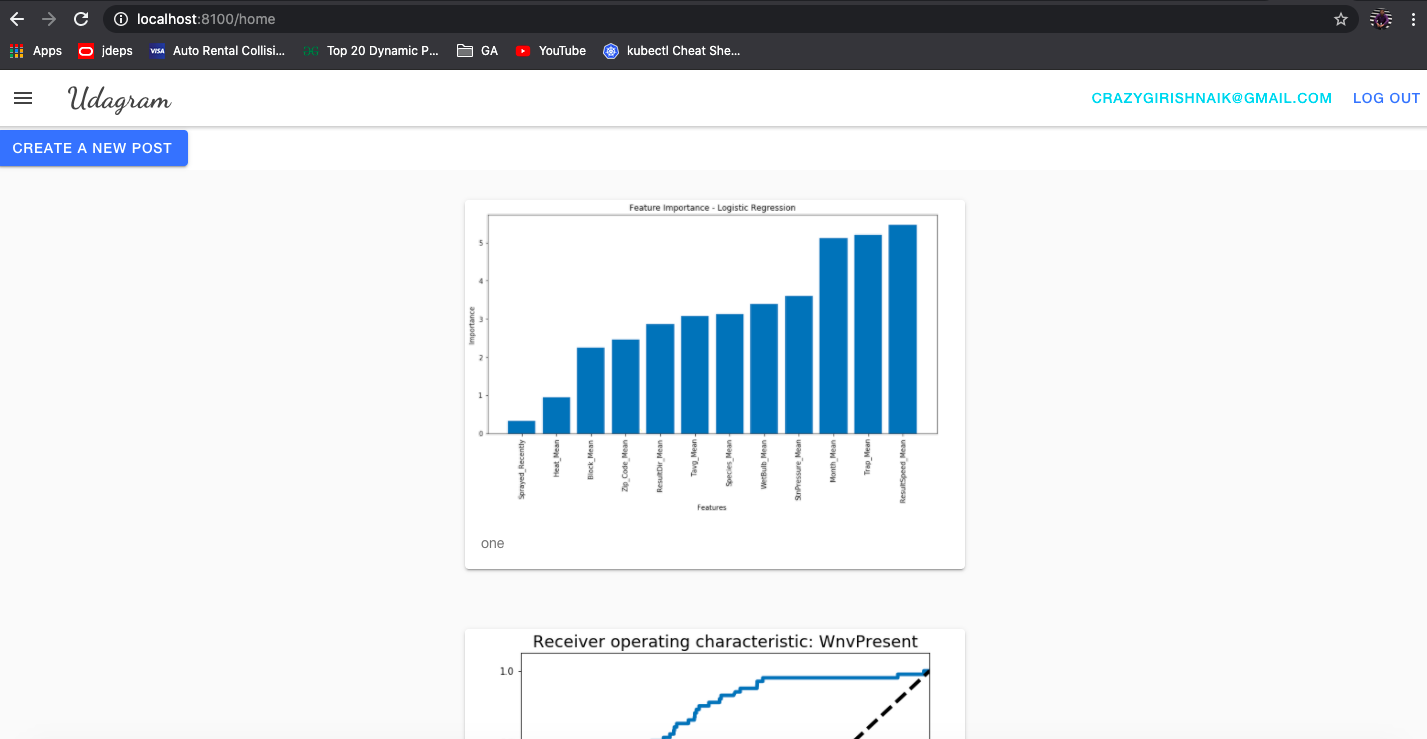 localhost:8100/home
Apps jdeps VISA Auto Rental Collisi... Top 20 Dynamic P... GA YouTube kubectl Cheat She...
Udagram CRAZYGIRISHNAIK@GMAIL.COM LOG OUT
CREATE A NEW POST
Feature Importance - Logistic Regression
5
4
3
2
1
0
Importance
Sprayed_Recently
Heat_Mean
Block_Mean
Zip_Code_Mean
ResultDir_Mean
Tavg_Mean
Species_Mean
WetBulb_Mean
StnPressure_Mean
Month_Mean
Trap_Mean
ResultSpeed_Mean
Features
one
Receiver operating characteristic: WnvPresent
1.0